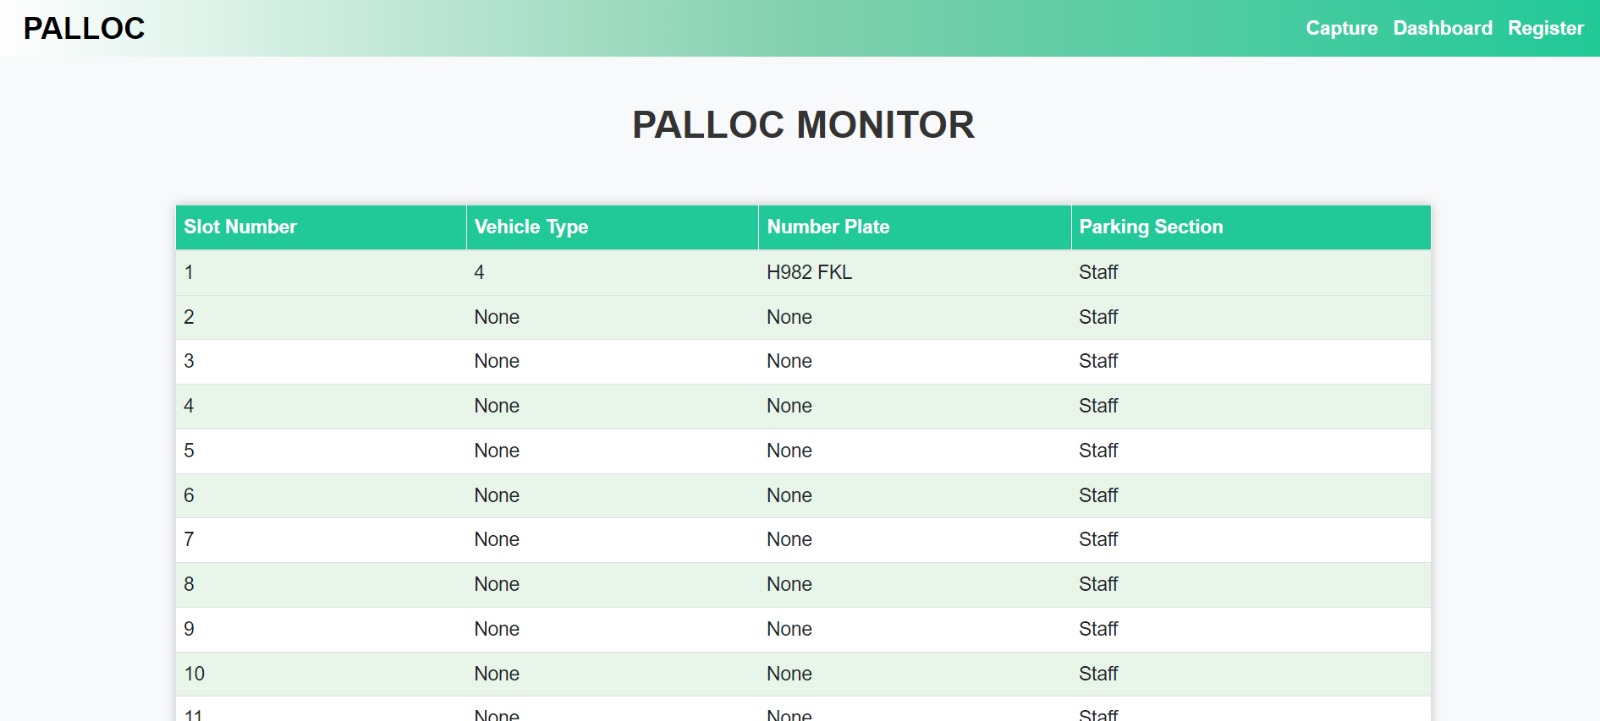 PALLOC Capture Dashboard Register
PALLOC MONITOR
Slot Number Vehicle Type Number Plate Parking Section
1 4 H982 FKL Staff
2 None None Staff
3 None None Staff
4 None None Staff
5 None None Staff
6 None None Staff
7 None None Staff
8 None None Staff
9 None None Staff
10 None None Staff
11 None None Staff